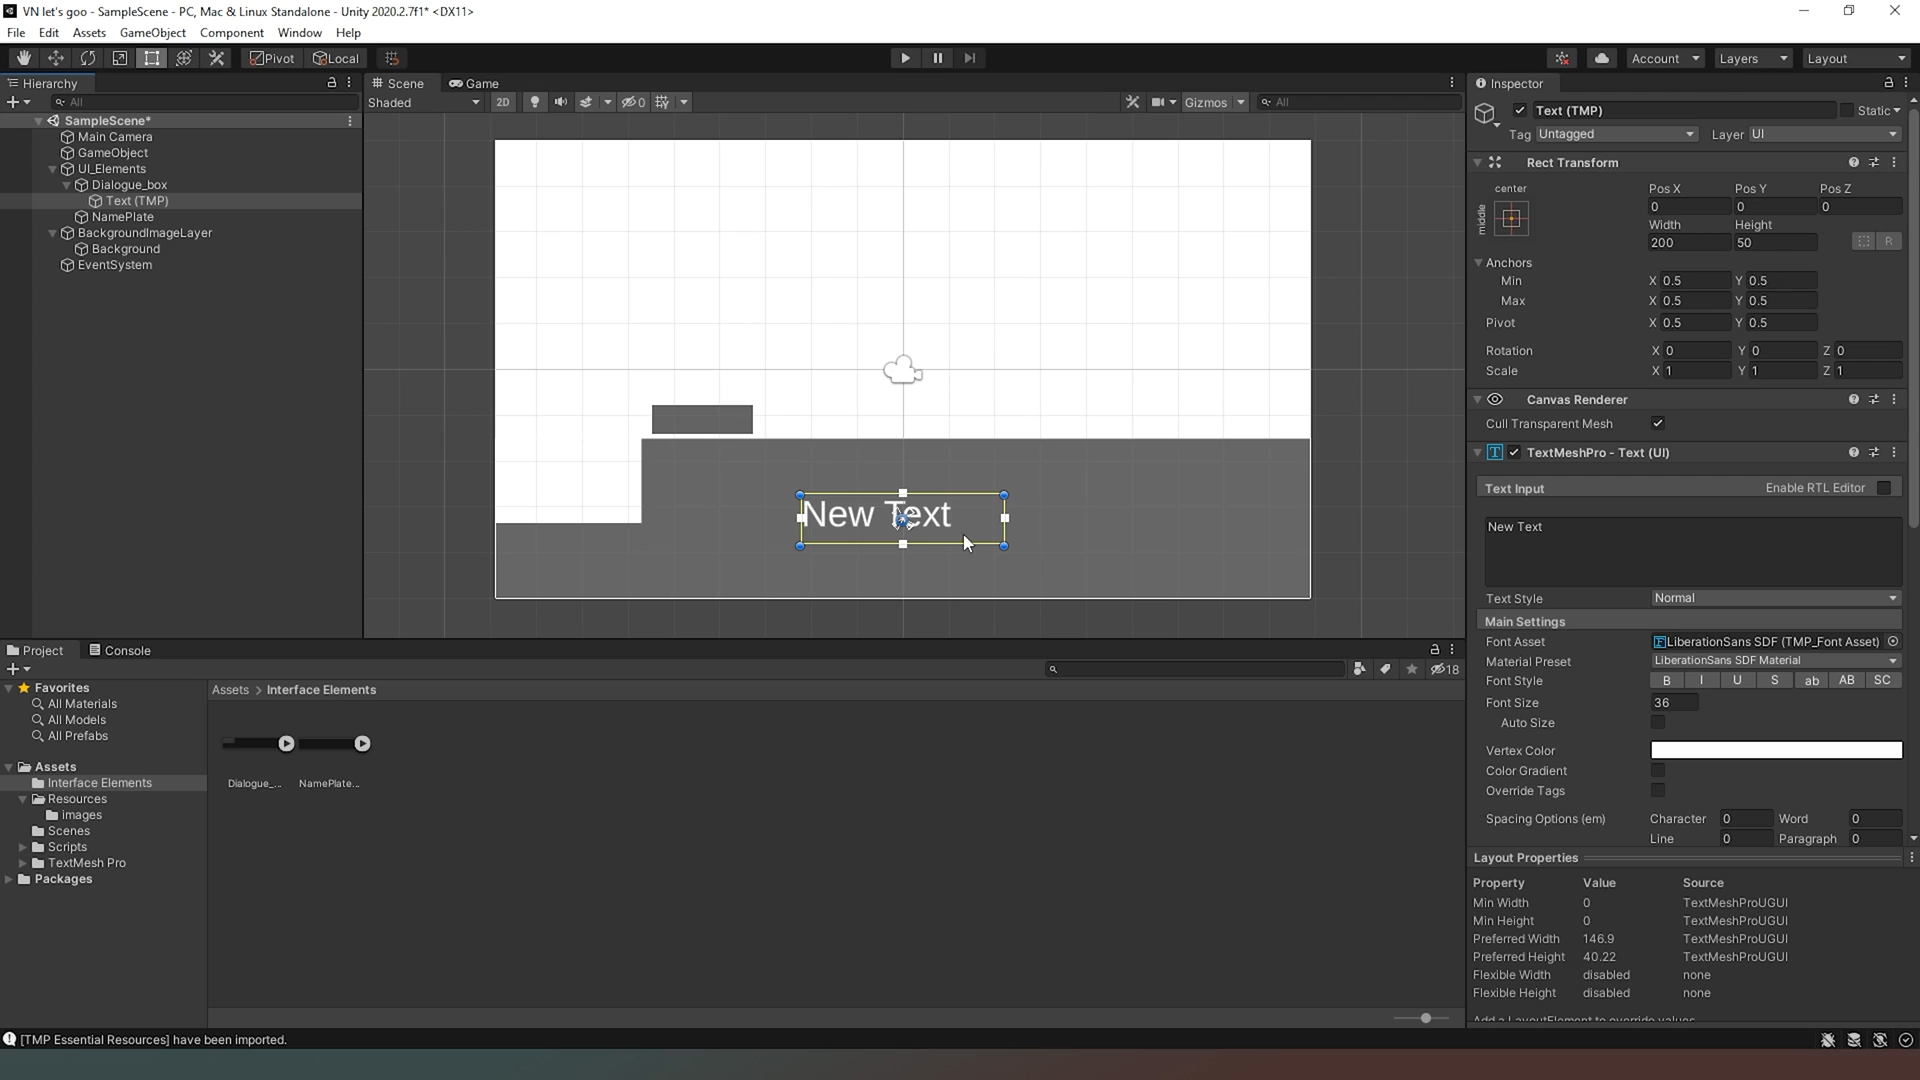 VN let's goo - SampleScene - PC, Mac & Linux Standalone - Unity 2020.2.7f1* <DX11>
File Edit Assets GameObject Component Window Help
Pivot Local Account Layers Layout
Hierarchy
All
SampleScene*
Main Camera
GameObject
UI_Elements
Dialogue_box
Text (TMP)
NamePlate
BackgroundImageLayer
Background
EventSystem
Scene Game
Shaded 2D 0 Gizmos All
New Text
Inspector
Text (TMP) Static
Tag Untagged Layer UI
Rect Transform
center
middle
Pos X Pos Y Pos Z
0 0 0
Width Height
200 50 R
Anchors
Min X 0.5 Y 0.5
Max X 0.5 Y 0.5
Pivot X 0.5 Y 0.5
Rotation X 0 Y 0 Z 0
Scale X 1 Y 1 Z 1
Canvas Renderer
Cull Transparent Mesh
T TextMeshPro - Text (UI)
Text Input Enable RTL Editor
New Text
Text Style Normal
Main Settings
Font Asset LiberationSans SDF (TMP_Font Asset)
Material Preset LiberationSans SDF Material
Font Style B I U S ab AB SC
Font Size 36
Auto Size
Vertex Color
Color Gradient
Override Tags
Spacing Options (em) Character 0 Word 0
Line 0 Paragraph 0
Layout Properties
Property Value Source
Min Width 0 TextMeshProUGUI
Min Height 0 TextMeshProUGUI
Preferred Width 146.9 TextMeshProUGUI
Preferred Height 40.22 TextMeshProUGUI
Flexible Width disabled none
Flexible Height disabled none
Add a LayoutElement to override values
Project Console
18
Favorites
All Materials
All Models
All Prefabs
Assets
Interface Elements
Resources
images
Scenes
Scripts
TextMesh Pro
Packages
Assets > Interface Elements
Dialogue_... NamePlate...
[TMP Essential Resources] have been imported.